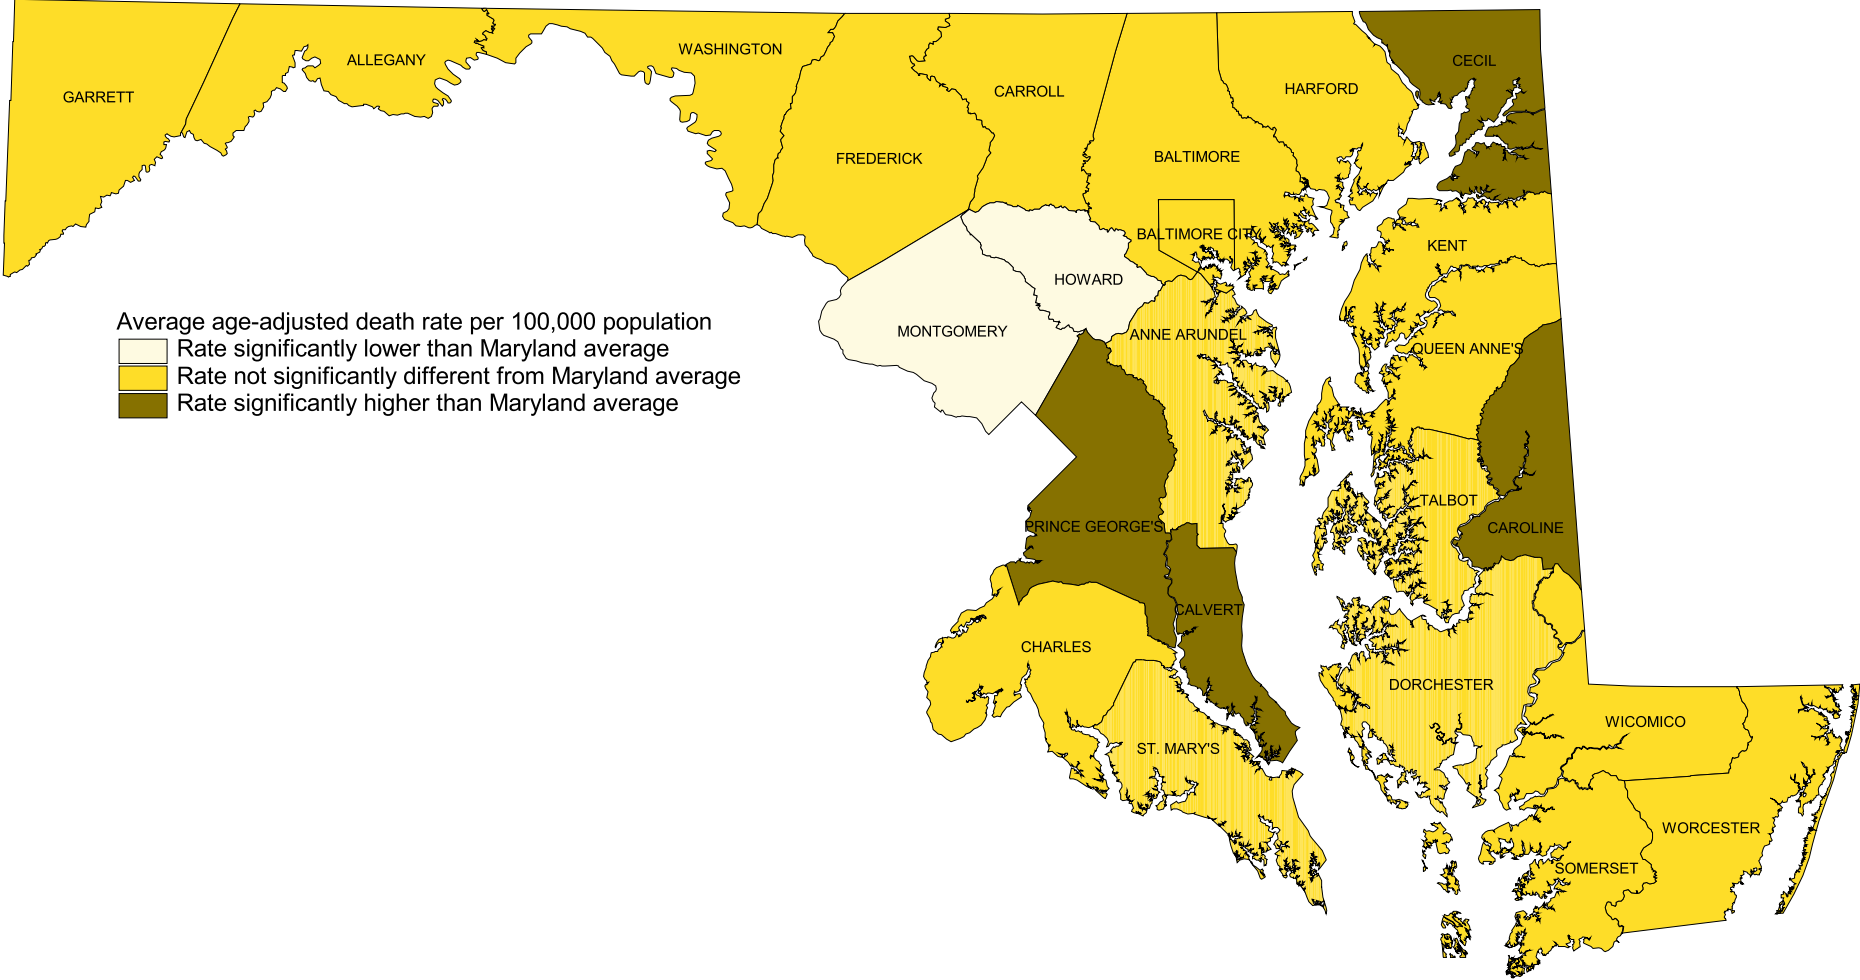 CECIL
WASHINGTON
ALLEGANY
HARFORD
CARROLL
GARRETT
BALTIMORE
FREDERICK
BALTIMORE CITY
KENT
HOWARD
Average age-adjusted death rate per 100,000 population
Rate significantly lower than Maryland average
Rate not significantly different from Maryland average
Rate significantly higher than Maryland average
MONTGOMERY
ANNE ARUNDEL
QUEEN ANNE'S
TALBOT
PRINCE GEORGE'S
CAROLINE
CALVERT
CHARLES
DORCHESTER
WICOMICO
ST. MARY'S
WORCESTER
SOMERSET